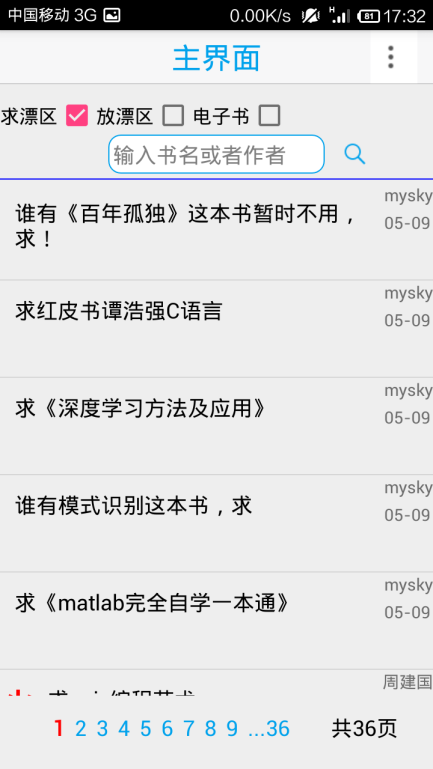 中国移动 3G 0.00K/s H 81 17:32
主界面
求漂区 放漂区 电子书
输入书名或者作者
mysky
谁有《百年孤独》这本书暂时不用，
求！
05-09
mysky
求红皮书谭浩强C语言
05-09
mysky
求《深度学习方法及应用》
05-09
mysky
谁有模式识别这本书，求
05-09
mysky
求《matlab完全自学一本通》
05-09
周建国
1 2 3 4 5 6 7 8 9 ...36 共36页